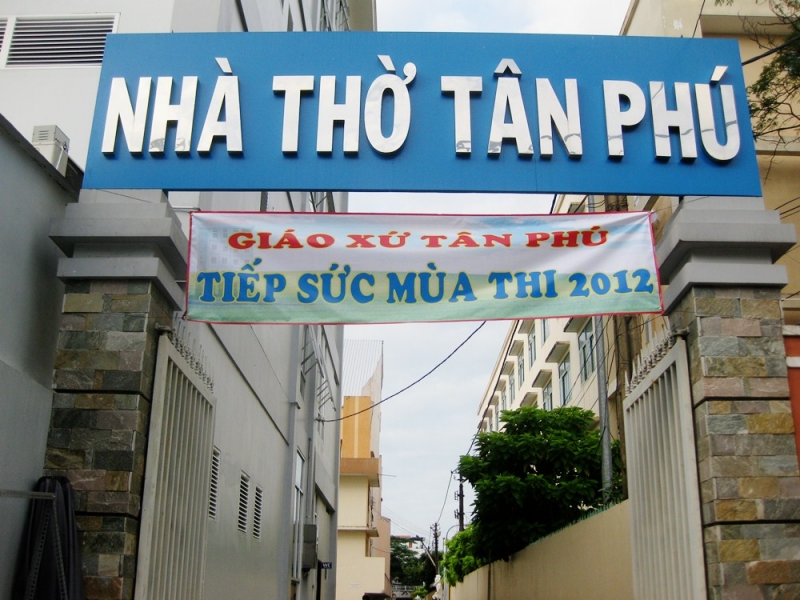 NHÀ THỜ TÂN PHÚ
GIÁO XỨ TÂN PHÚ
TIẾP SỨC MÙA THI 2012